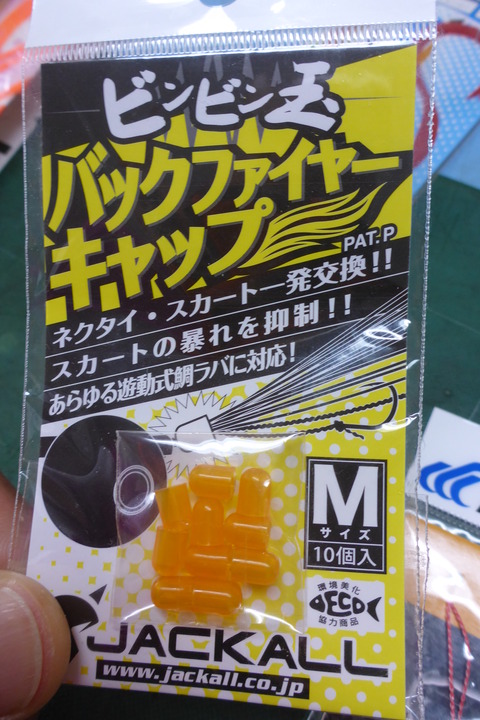 ビンビン玉
バックファイヤー
キャップ
PAT.P
ネクタイ・スカート一発交換!!
スカートの暴れを抑制!!
あらゆる遊動式鯛ラバに対応!
M
サイズ
10個入
環境美化
ECO
協力商品
JACKALL
www.jackall.co.jp